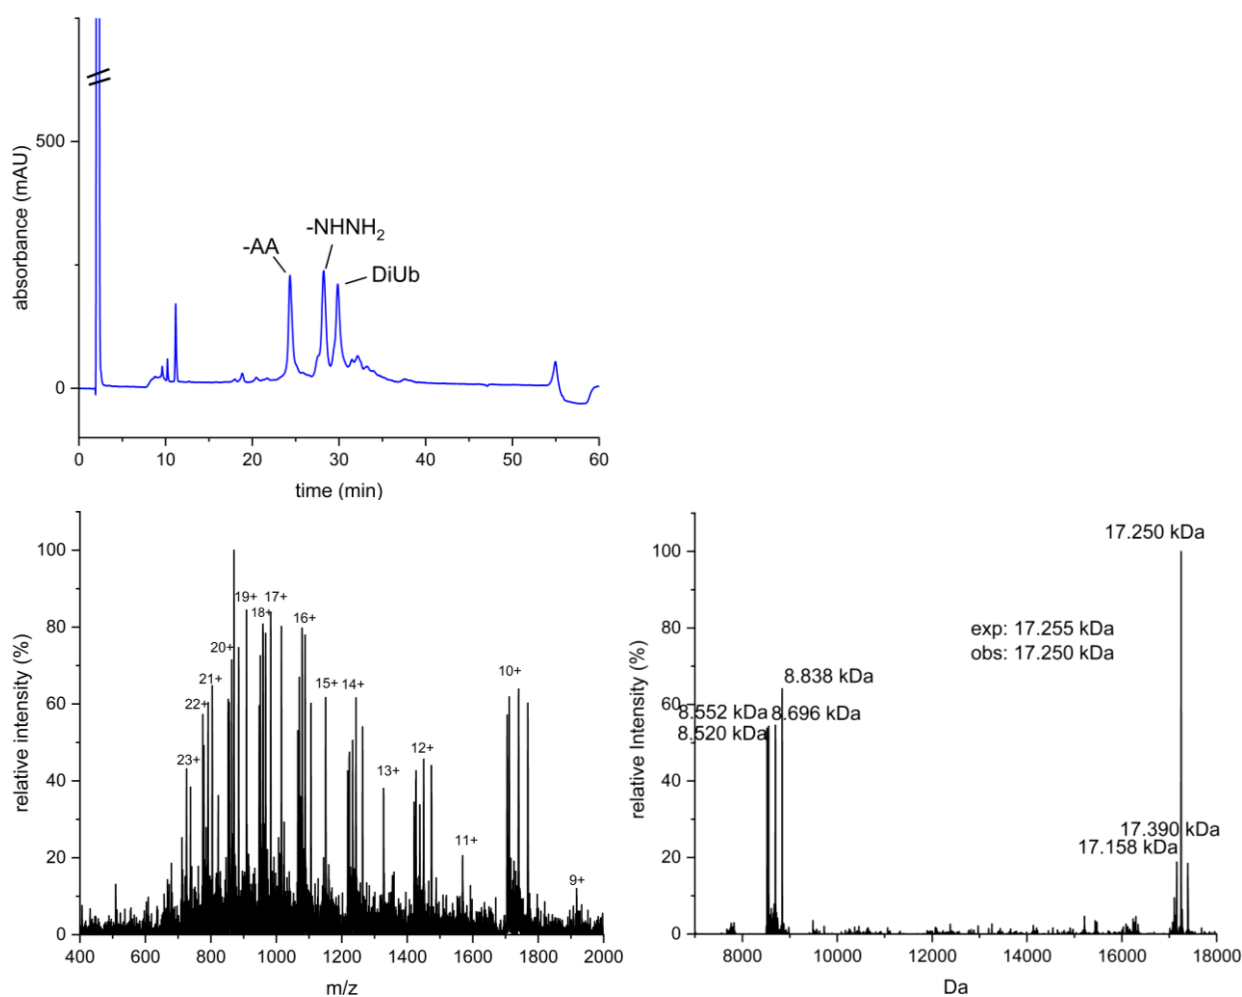 absorbance (mAU)
500
0
-AA
-NHNH₂
DiUb
0 10 20 30 40 50 60
time (min)
relative intensity (%)
100
80
60
40
20
0
23+
22+
21+
20+
19+
18+
17+
16+
15+
14+
13+
12+
11+
10+
9+
400 600 800 1000 1200 1400 1600 1800 2000
m/z
relative Intensity (%)
100
80
60
40
20
0
17.250 kDa
exp: 17.255 kDa
obs: 17.250 kDa
8.838 kDa
8.552 kDa
8.696 kDa
8.520 kDa
17.390 kDa
17.158 kDa
8000 10000 12000 14000 16000 18000
Da